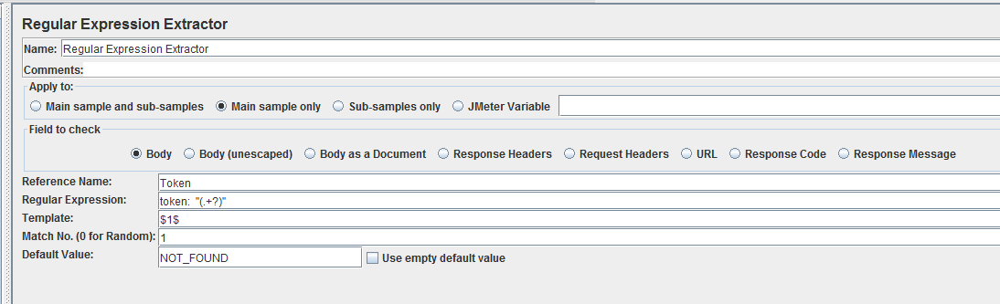 Regular Expression Extractor
Name: Regular Expression Extractor
Comments:
Apply to:
Main sample and sub-samples Main sample only Sub-samples only JMeter Variable
Field to check
Body Body (unescaped) Body as a Document Response Headers Request Headers URL Response Code Response Message
Reference Name: Token
Regular Expression: token: "(.+?)"
Template: $1$
Match No. (0 for Random): 1
Default Value: NOT_FOUND Use empty default value